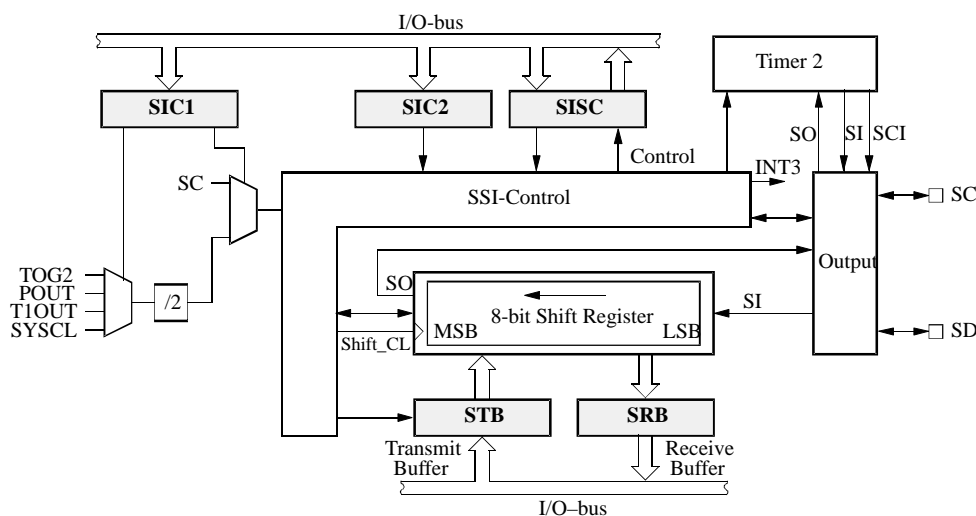 I/O-bus
Timer 2
SIC1
SIC2
SISC
SO
SI
SCI
Control
INT3
SC
SSI-Control
SC
Output
TOG2
POUT
T1OUT
SYSCL
/2
SO
SI
8-bit Shift Register
MSB
LSB
Shift_CL
SD
STB
SRB
Transmit
Buffer
Receive
Buffer
I/O–bus